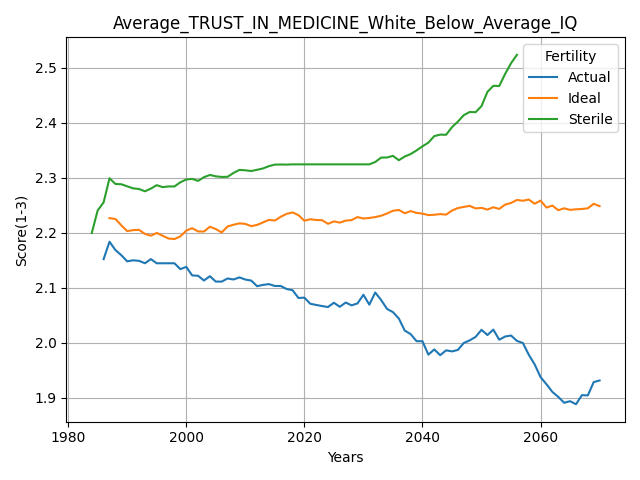 Average_TRUST_IN_MEDICINE_White_Below_Average_IQ
Fertility
Actual
Ideal
Sterile
Score(1-3)
2.5
2.4
2.3
2.2
2.1
2.0
1.9
1980 2000 2020 2040 2060
Years